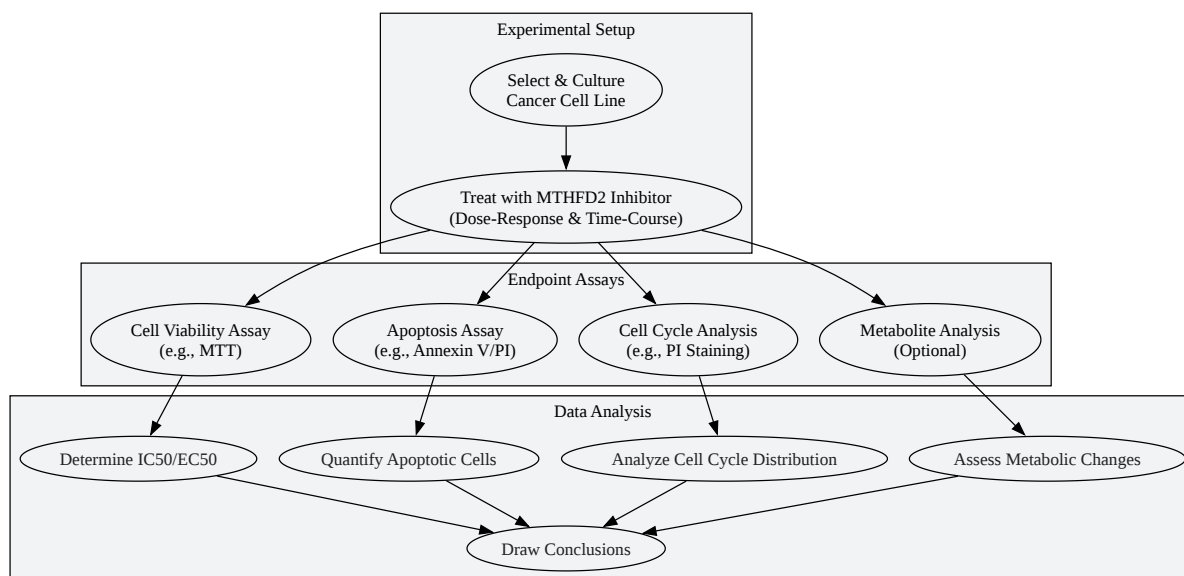 Experimental Setup
Select & Culture
Cancer Cell Line
Treat with MTHFD2 Inhibitor
(Dose-Response & Time-Course)
Endpoint Assays
Cell Viability Assay
(e.g., MTT)
Apoptosis Assay
(e.g., Annexin V/PI)
Cell Cycle Analysis
(e.g., PI Staining)
Metabolite Analysis
(Optional)
Data Analysis
Determine IC50/EC50
Quantify Apoptotic Cells
Analyze Cell Cycle Distribution
Assess Metabolic Changes
Draw Conclusions